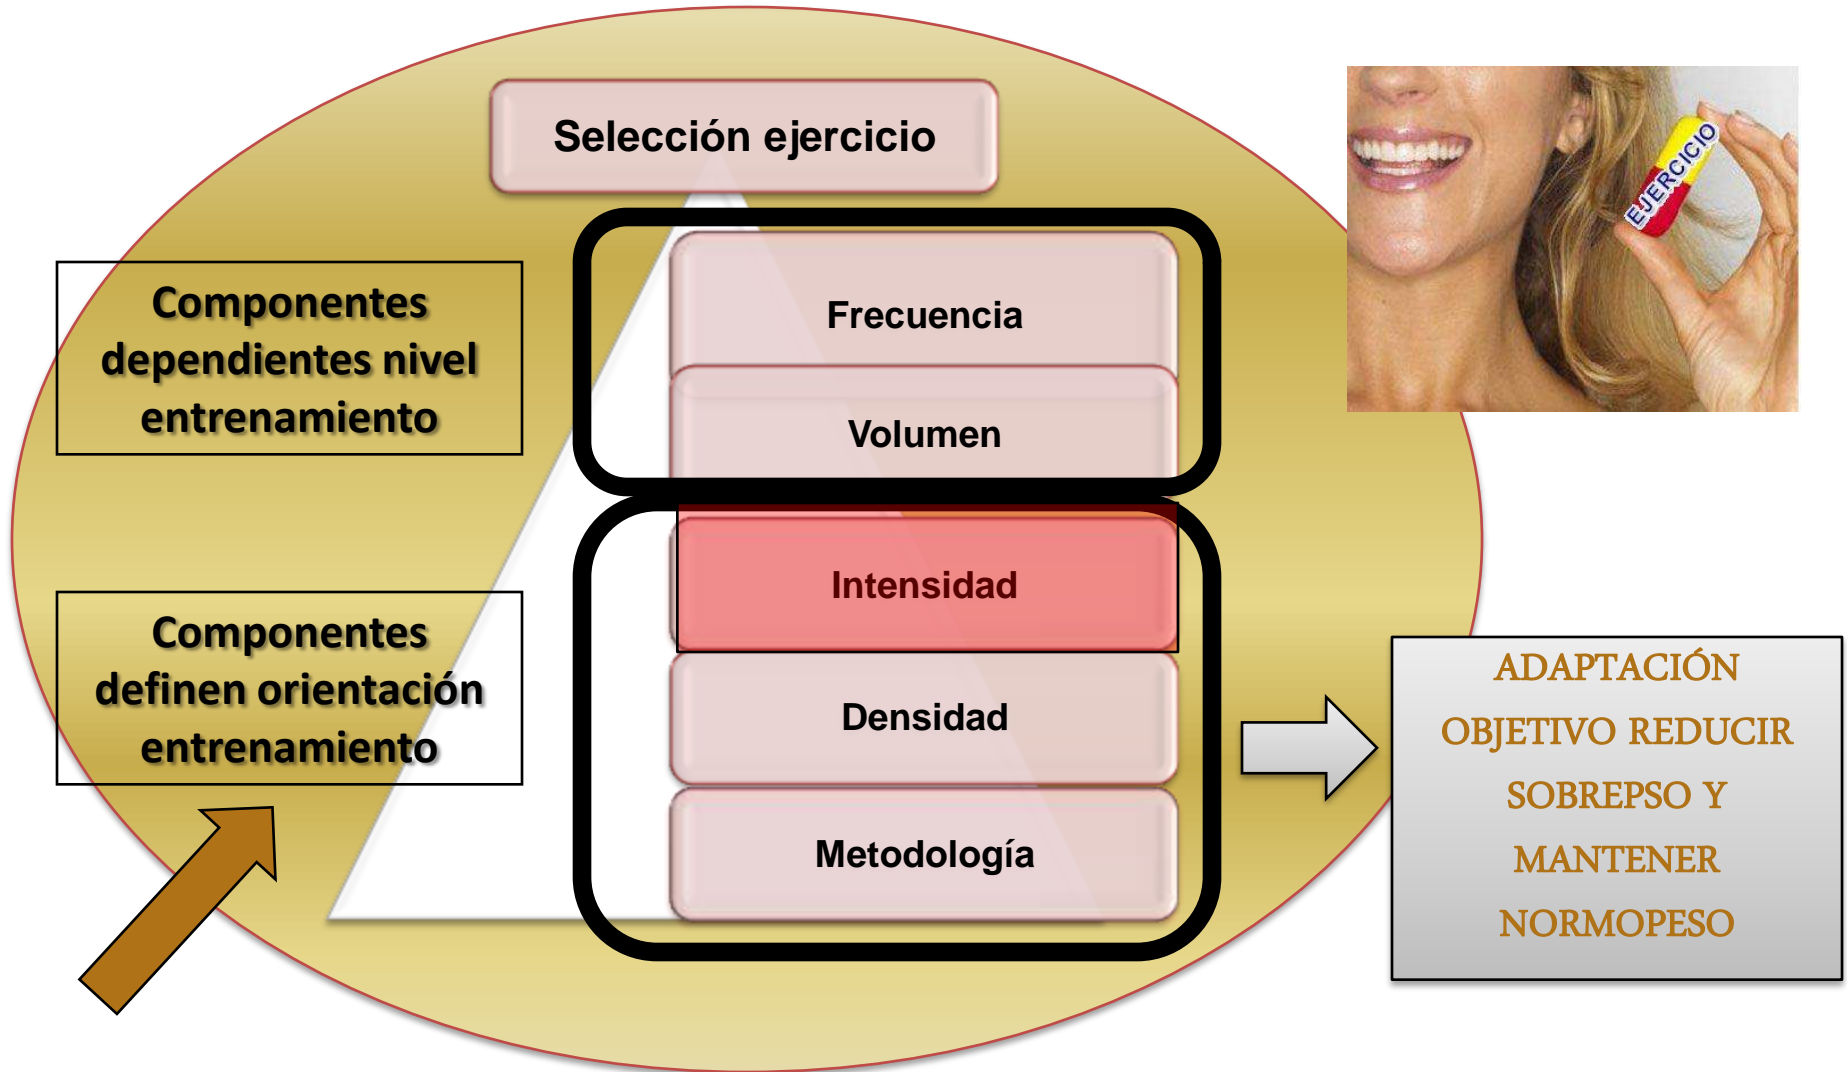 Selección ejercicio
EJERCICIO
Componentes
dependientes nivel
entrenamiento
Frecuencia
Volumen
Componentes
definen orientación
entrenamiento
Intensidad
Densidad
Metodología
ADAPTACIÓN
OBJETIVO REDUCIR
SOBREPSO Y
MANTENER
NORMOPESO